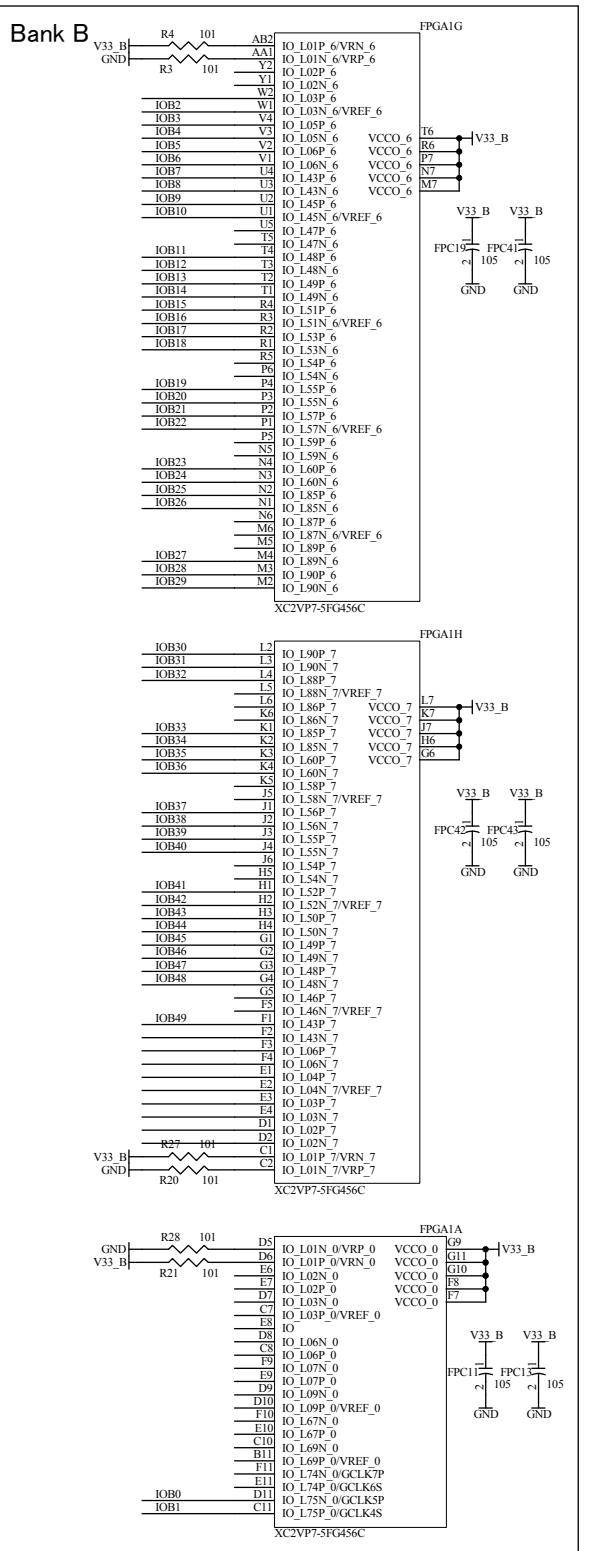 Bank B
FPGA1G
V33_B R4 101 AB2 IO_L01P_6/VRN_6
GND R3 101 AA1 IO_L01N_6/VRP_6
Y2 IO_L02P_6
Y1 IO_L02N_6
W2 IO_L03P_6
IOB2 W1 IO_L03N_6/VREF_6
IOB3 V4 IO_L05P_6
IOB4 V3 IO_L05N_6 VCCO_6 T6 V33_B
IOB5 V2 IO_L06P_6 VCCO_6 R6
IOB6 V1 IO_L06N_6 VCCO_6 P7
IOB7 U4 IO_L43P_6 VCCO_6 N7
IOB8 U3 IO_L43N_6 VCCO_6 M7
IOB9 U2 IO_L45P_6
IOB10 U1 IO_L45N_6/VREF_6
U5 IO_L47P_6
T5 IO_L47N_6
IOB11 T4 IO_L48P_6
IOB12 T3 IO_L48N_6
IOB13 T2 IO_L49P_6
IOB14 T1 IO_L49N_6
IOB15 R4 IO_L51P_6
IOB16 R3 IO_L51N_6/VREF_6
IOB17 R2 IO_L53P_6
IOB18 R1 IO_L53N_6
R5 IO_L54P_6
P6 IO_L54N_6
IOB19 P4 IO_L55P_6
IOB20 P3 IO_L55N_6
IOB21 P2 IO_L57P_6
IOB22 P1 IO_L57N_6/VREF_6
P5 IO_L59P_6
N5 IO_L59N_6
IOB23 N4 IO_L60P_6
IOB24 N3 IO_L60N_6
IOB25 N2 IO_L85P_6
IOB26 N1 IO_L85N_6
N6 IO_L87P_6
M6 IO_L87N_6/VREF_6
M5 IO_L89P_6
IOB27 M4 IO_L89N_6
IOB28 M3 IO_L90P_6
IOB29 M2 IO_L90N_6
XC2VP7-5FG456C
V33_B V33_B
FPC19 1 2 105 FPC41 1 2 105
GND GND
FPGA1H
IOB30 L2 IO_L90P_7
IOB31 L3 IO_L90N_7
IOB32 L4 IO_L88P_7
L5 IO_L88N_7/VREF_7
L6 IO_L86P_7 VCCO_7 L7 V33_B
K6 IO_L86N_7 VCCO_7 K7
IOB33 K1 IO_L85P_7 VCCO_7 J7
IOB34 K2 IO_L85N_7 VCCO_7 H6
IOB35 K3 IO_L60P_7 VCCO_7 G6
IOB36 K4 IO_L60N_7
K5 IO_L58P_7
J5 IO_L58N_7/VREF_7
IOB37 J1 IO_L56P_7
IOB38 J2 IO_L56N_7
IOB39 J3 IO_L55P_7
IOB40 J4 IO_L55N_7
J6 IO_L54P_7
H5 IO_L54N_7
IOB41 H1 IO_L52P_7
IOB42 H2 IO_L52N_7/VREF_7
IOB43 H3 IO_L50P_7
IOB44 H4 IO_L50N_7
IOB45 G1 IO_L49P_7
IOB46 G2 IO_L49N_7
IOB47 G3 IO_L48P_7
IOB48 G4 IO_L48N_7
G5 IO_L46P_7
F5 IO_L46N_7/VREF_7
IOB49 F1 IO_L43P_7
F2 IO_L43N_7
F3 IO_L06P_7
F4 IO_L06N_7
E1 IO_L04P_7
E2 IO_L04N_7/VREF_7
E3 IO_L03P_7
E4 IO_L03N_7
D1 IO_L02P_7
D2 IO_L02N_7
V33_B R27 101 C1 IO_L01P_7/VRN_7
GND R20 101 C2 IO_L01N_7/VRP_7
XC2VP7-5FG456C
V33_B V33_B
FPC42 1 2 105 FPC43 1 2 105
GND GND
FPGA1A
GND R28 101 D5 IO_L01N_0/VRP_0 VCCO_0 G9 V33_B
V33_B R21 101 D6 IO_L01P_0/VRN_0 VCCO_0 G11
E6 IO_L02N_0 VCCO_0 G10
E7 IO_L02P_0 VCCO_0 F8
D7 IO_L03N_0 VCCO_0 F7
C7 IO_L03P_0/VREF_0
E8 IO
D8 IO_L06N_0
C8 IO_L06P_0
F9 IO_L07N_0
E9 IO_L07P_0
D9 IO_L09N_0
D10 IO_L09P_0/VREF_0
F10 IO_L67N_0
E10 IO_L67P_0
C10 IO_L69N_0
B11 IO_L69P_0/VREF_0
F11 IO_L74N_0/GCLK7P
E11 IO_L74P_0/GCLK6S
IOB0 D11 IO_L75N_0/GCLK5P
IOB1 C11 IO_L75P_0/GCLK4S
XC2VP7-5FG456C
V33_B V33_B
FPC11 1 2 105 FPC13 1 2 105
GND GND